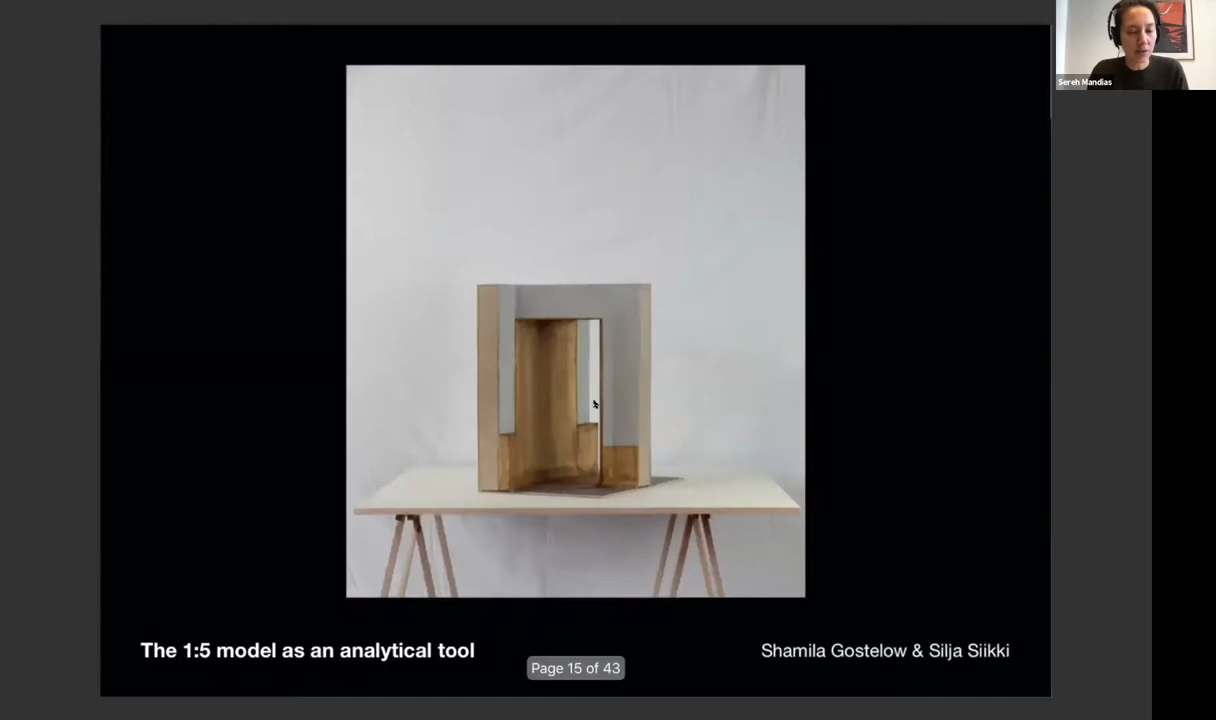 Sereh Mandias
The 1:5 model as an analytical tool
Shamila Gostelow & Silja Siikki
Page 15 of 43